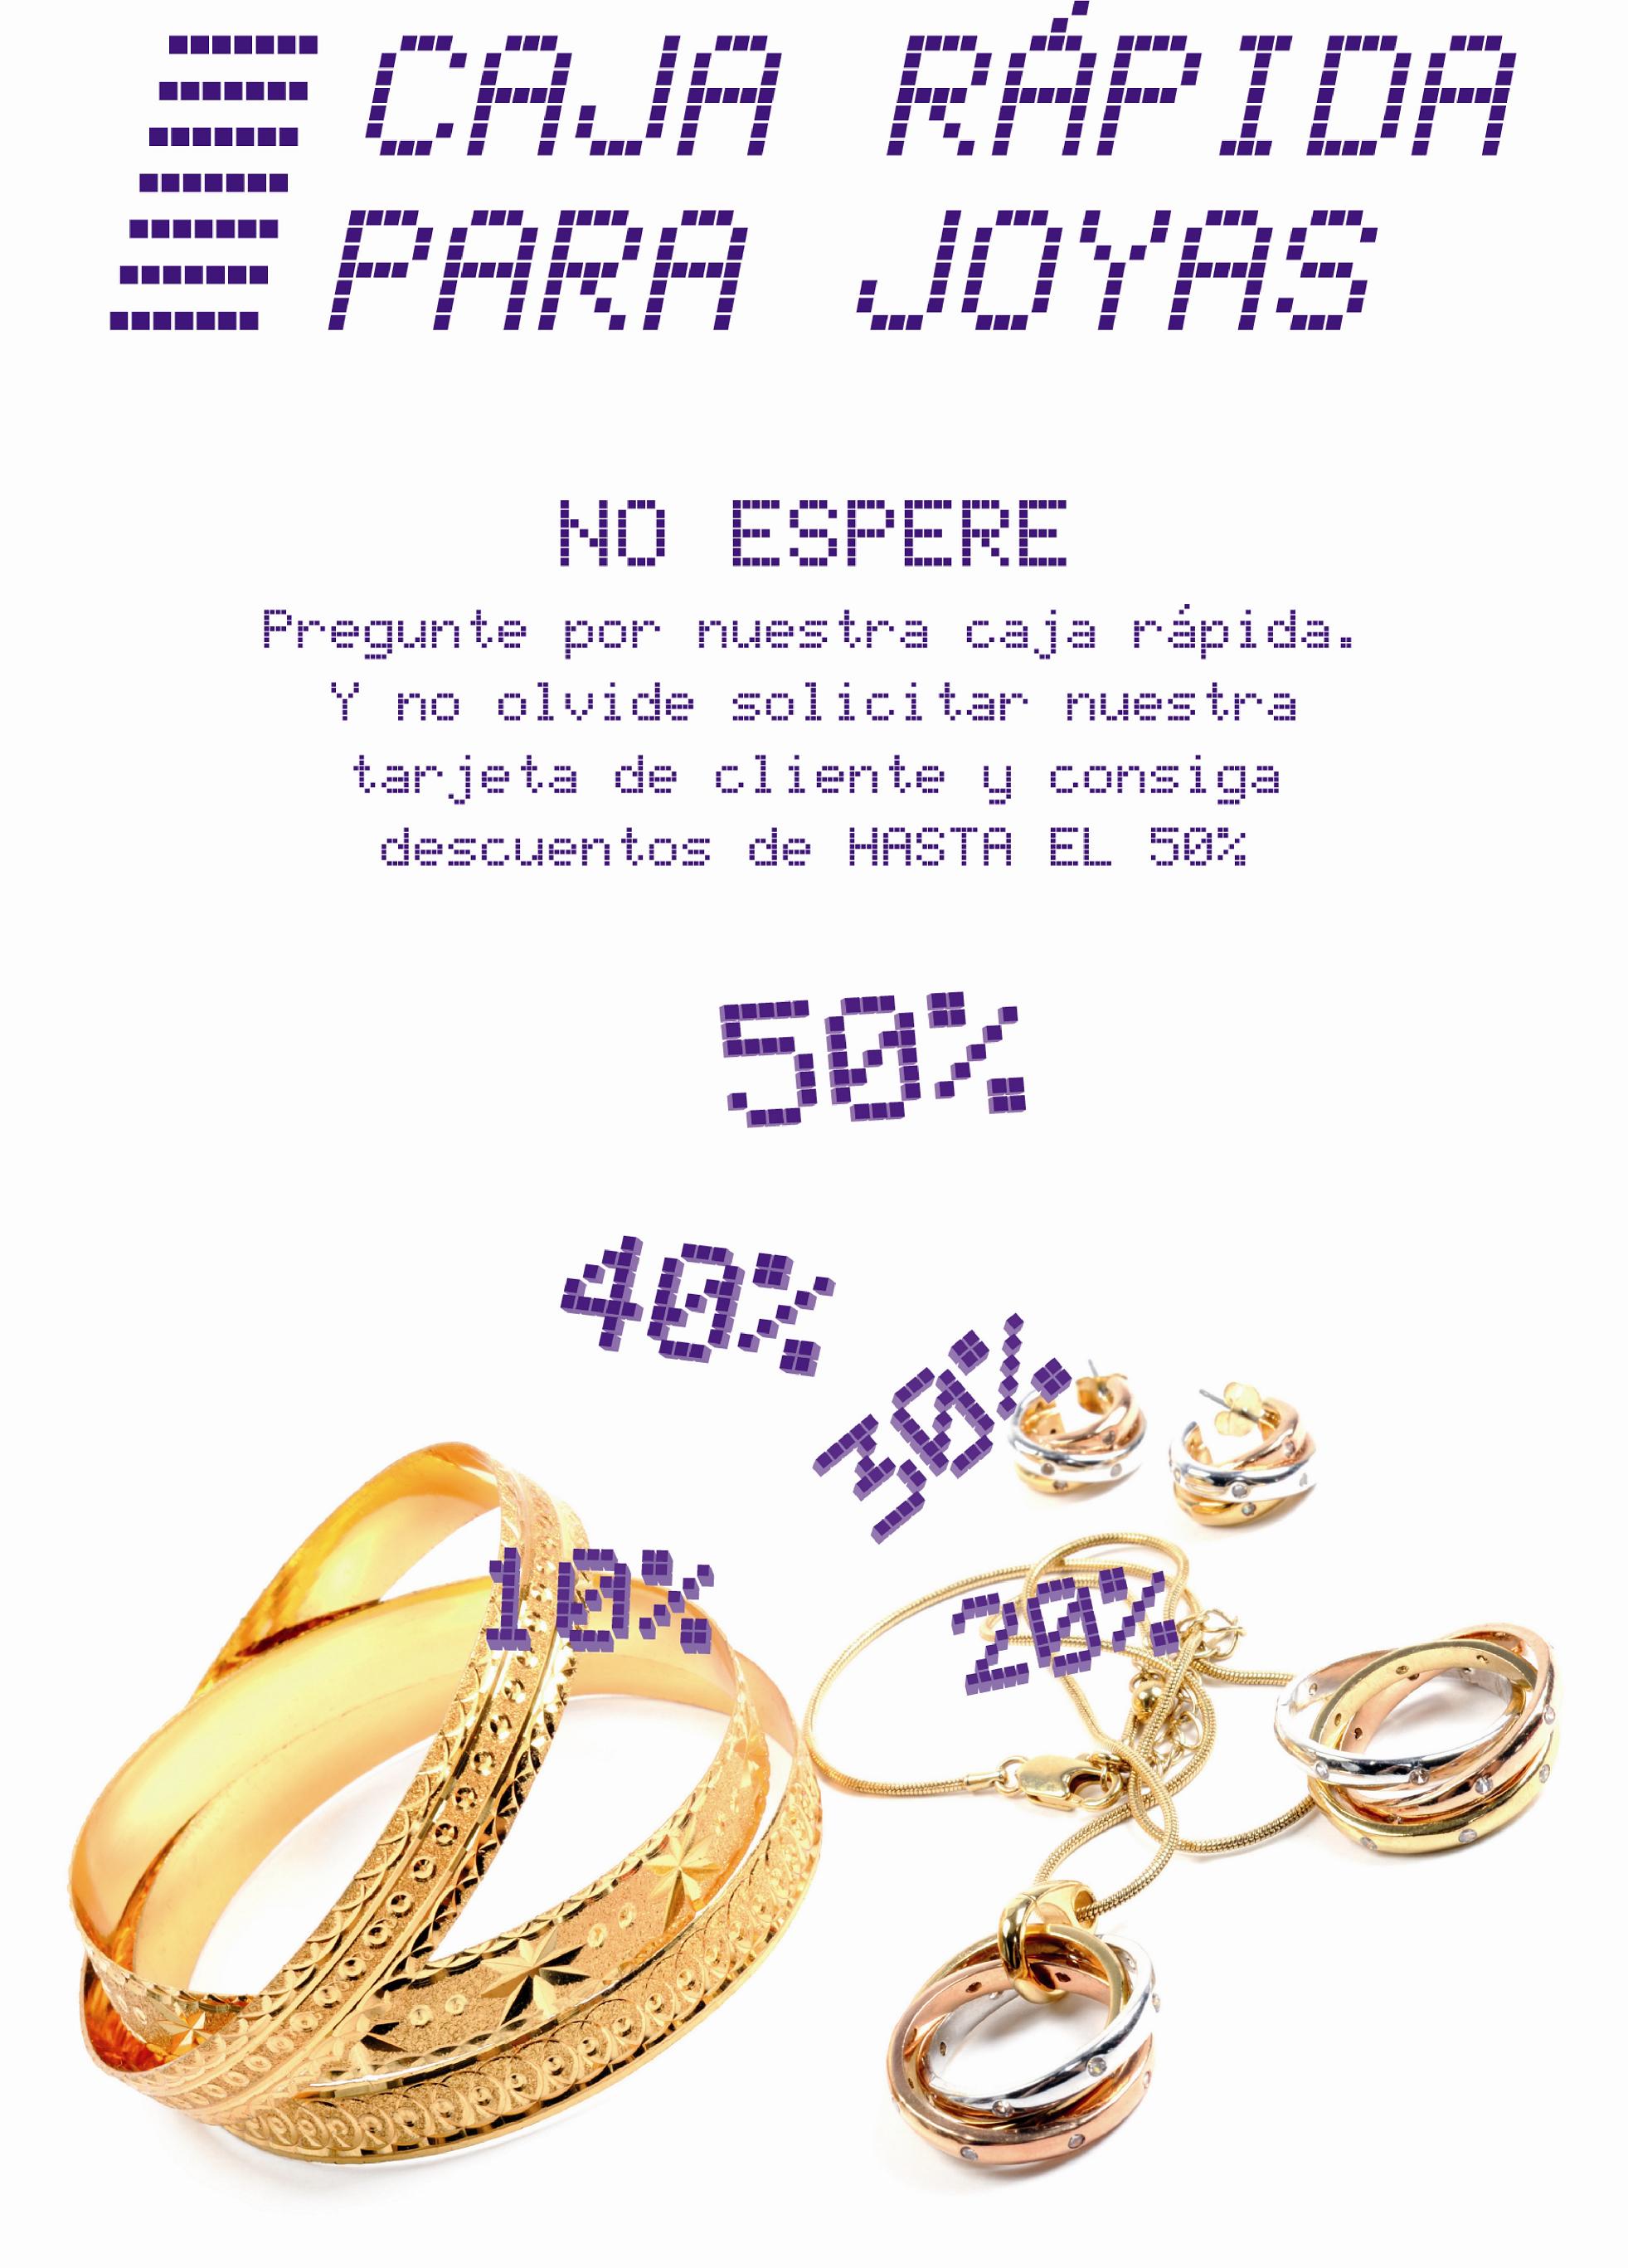 CAJA RÁPIDA
PARA JOYAS
NO ESPERE
Pregunte por nuestra caja rápida.
Y no olvide solicitar nuestra
tarjeta de cliente y consiga
descuentos de HASTA EL 50%
50%
40%
30%
10%
20%